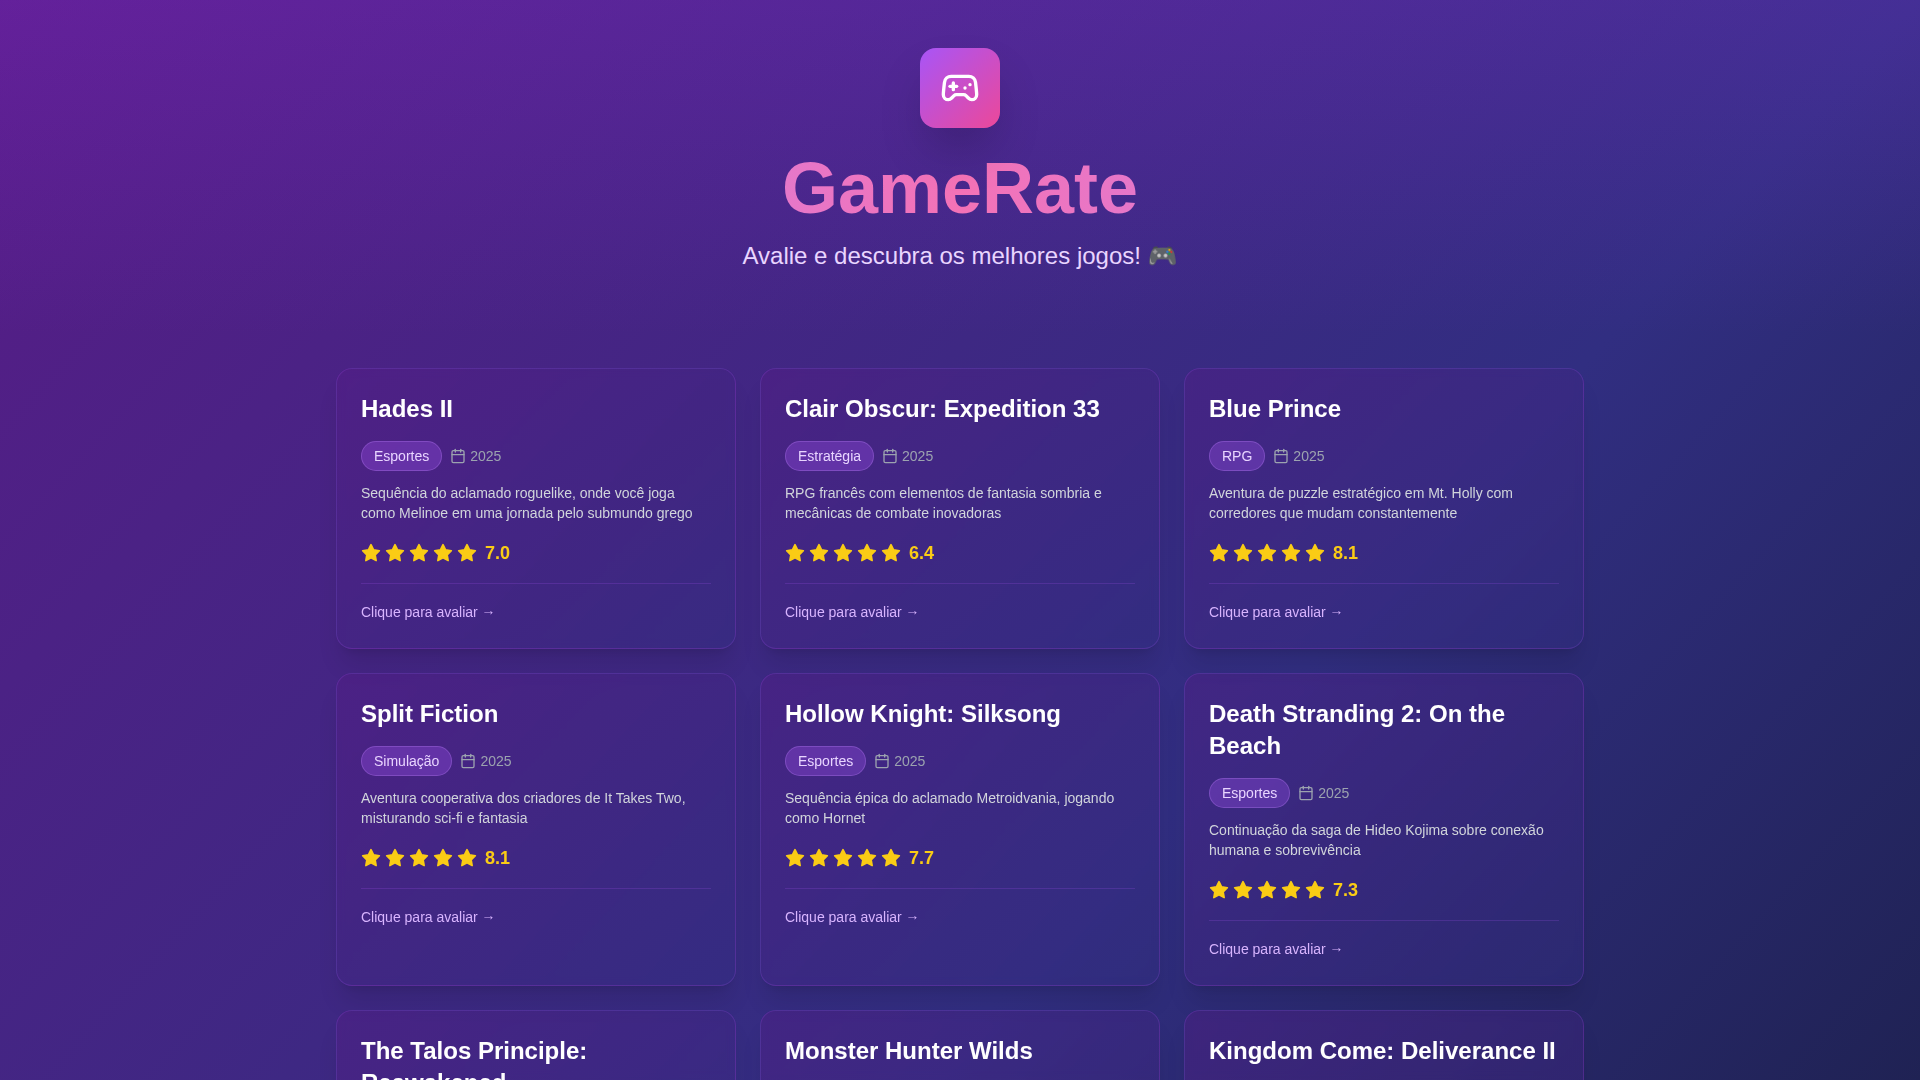 GameRate
Avalie e descubra os melhores jogos! 🎮
Hades II
Esportes 2025
Sequência do aclamado roguelike, onde você joga
como Melinoe em uma jornada pelo submundo grego
7.0
Clique para avaliar →
Clair Obscur: Expedition 33
Estratégia 2025
RPG francês com elementos de fantasia sombria e
mecânicas de combate inovadoras
6.4
Clique para avaliar →
Blue Prince
RPG 2025
Aventura de puzzle estratégico em Mt. Holly com
corredores que mudam constantemente
8.1
Clique para avaliar →
Split Fiction
Simulação 2025
Aventura cooperativa dos criadores de It Takes Two,
misturando sci-fi e fantasia
8.1
Clique para avaliar →
Hollow Knight: Silksong
Esportes 2025
Sequência épica do aclamado Metroidvania, jogando
como Hornet
7.7
Clique para avaliar →
Death Stranding 2: On the
Beach
Esportes 2025
Continuação da saga de Hideo Kojima sobre conexão
humana e sobrevivência
7.3
Clique para avaliar →
The Talos Principle:
Reawakened
Monster Hunter Wilds
Kingdom Come: Deliverance II